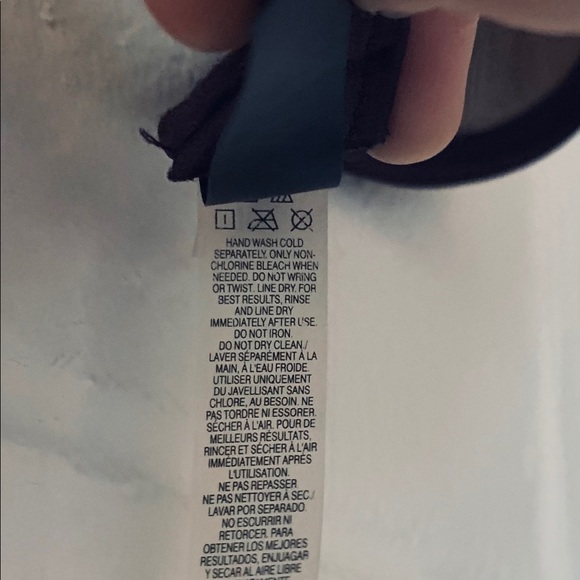 HAND WASH COLD
SEPARATELY. ONLY NON-
CHLORINE BLEACH WHEN
NEEDED. DO NOT WRING
OR TWIST. LINE DRY. FOR
BEST RESULTS, RINSE
AND LINE DRY
IMMEDIATELY AFTER USE.
DO NOT IRON.
DO NOT DRY CLEAN./
LAVER SÉPARÉMENT À LA
MAIN, À L'EAU FROIDE.
UTILISER UNIQUEMENT
DU JAVELLISANT SANS
CHLORE, AU BESOIN. NE
PAS TORDRE NI ESSORER.
SÉCHER À L'AIR. POUR DE
MEILLEURS RÉSULTATS,
RINCER ET SÉCHER À L'AIR
IMMÉDIATEMENT APRÈS
L'UTILISATION.
NE PAS REPASSER.
NE PAS NETTOYER À SEC./
LAVAR POR SEPARADO.
NO ESCURRIR NI
RETORCER. PARA
OBTENER LOS MEJORES
RESULTADOS, ENJUAGAR
Y SECAR AL AIRE LIBRE